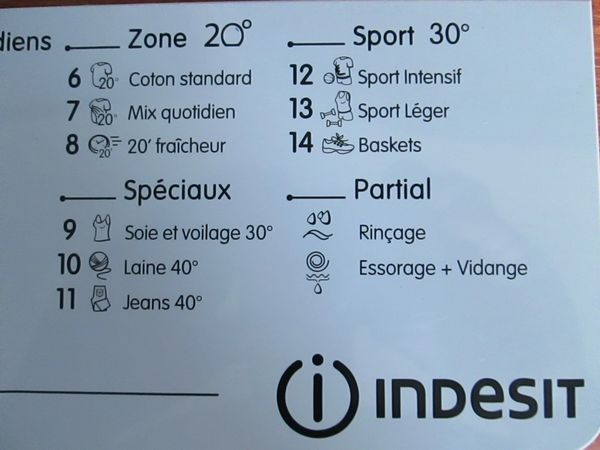 diens
Zone 20°
6 20° Coton standard
7 20° Mix quotidien
8 20' 20' fraîcheur
Sport 30°
12 Sport Intensif
13 Sport Léger
14 Baskets
Spéciaux
9 Soie et voilage 30°
10 Laine 40°
11 Jeans 40°
Partial
Rinçage
Essorage + Vidange
indesit